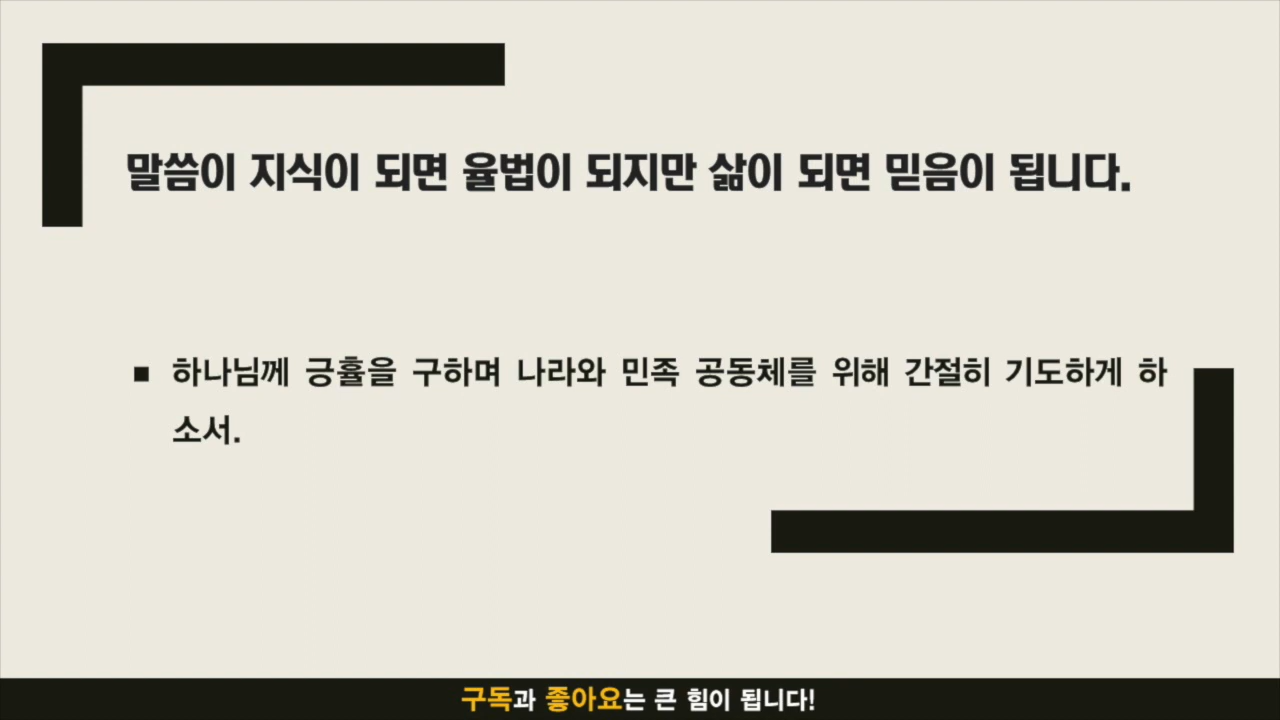 말씀이 지식이 되면 율법이 되지만 삶이 되면 믿음이 됩니다.
■ 하나님께 긍휼을 구하며 나라와 민족 공동체를 위해 간절히 기도하게 하
소서.
구독과 좋아요는 큰 힘이 됩니다!